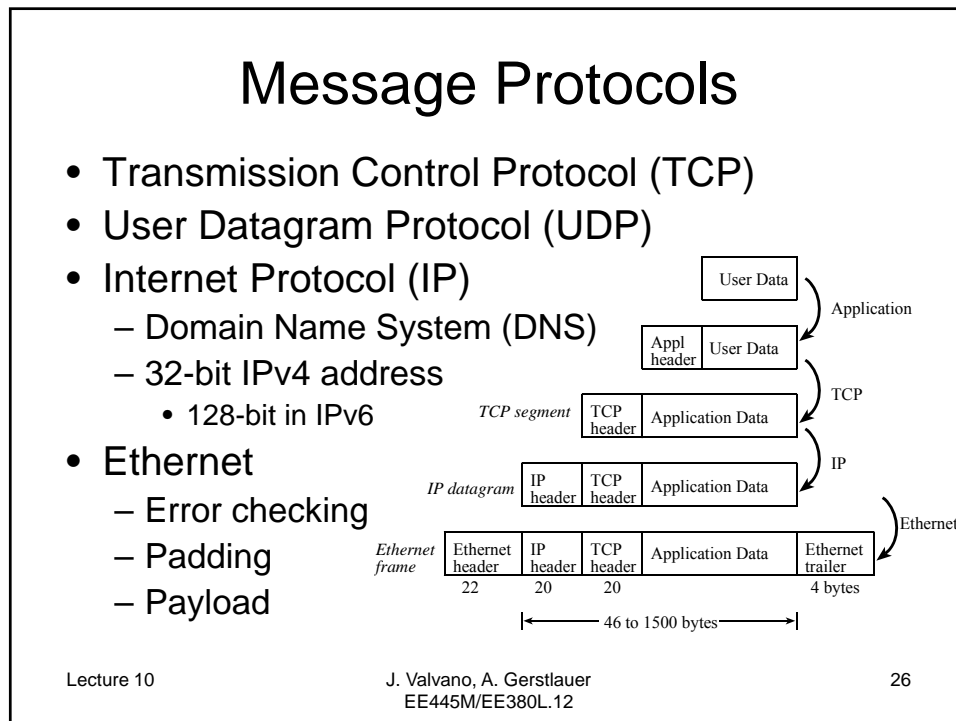 Message Protocols
• Transmission Control Protocol (TCP)
• User Datagram Protocol (UDP)
• Internet Protocol (IP)
– Domain Name System (DNS)
– 32-bit IPv4 address
• 128-bit in IPv6
• Ethernet
– Error checking
– Padding
– Payload
User Data
Application
Appl header User Data
TCP
TCP segment TCP header Application Data
IP
IP datagram IP header TCP header Application Data
Ethernet
Ethernet frame Ethernet header IP header TCP header Application Data Ethernet trailer
22 20 20 4 bytes
46 to 1500 bytes
Lecture 10
J. Valvano, A. Gerstlauer
EE445M/EE380L.12
26